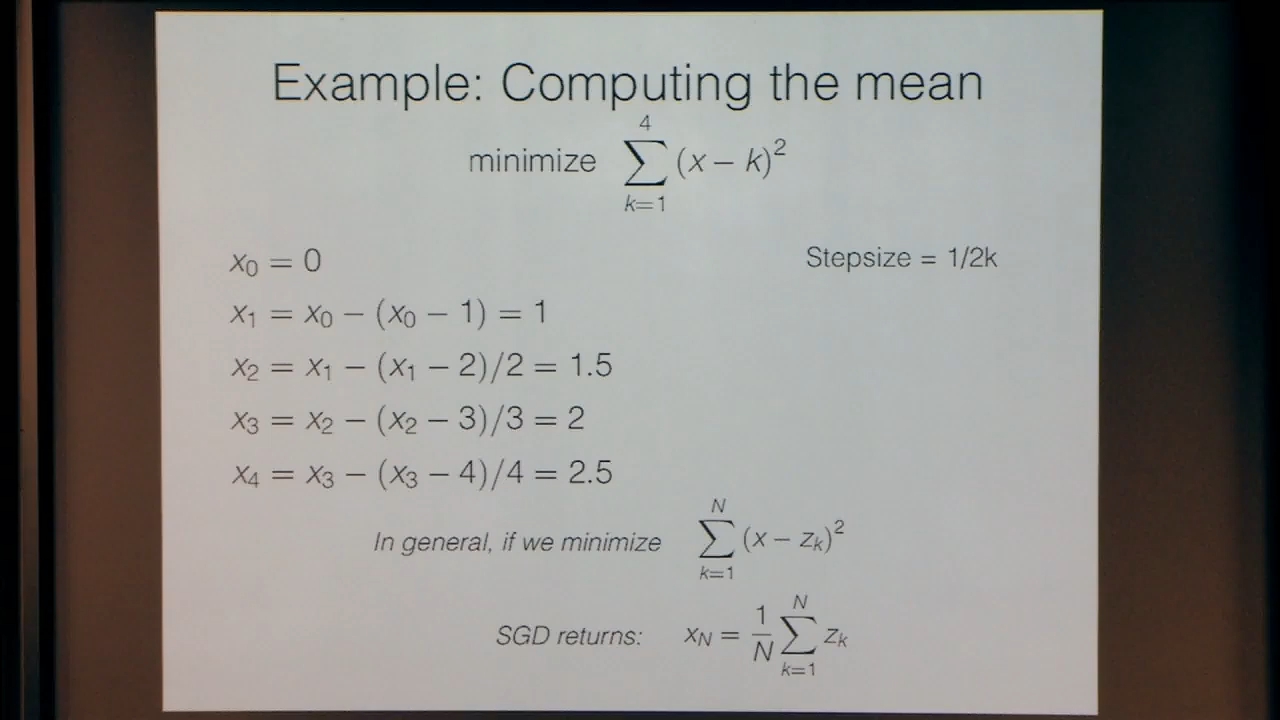 Example: Computing the mean
minimize ∑_{k=1}^{4} (x − k)²
x₀ = 0
Stepsize = 1/2k
x₁ = x₀ − (x₀ − 1) = 1
x₂ = x₁ − (x₁ − 2)/2 = 1.5
x₃ = x₂ − (x₂ − 3)/3 = 2
x₄ = x₃ − (x₃ − 4)/4 = 2.5
In general, if we minimize ∑_{k=1}^{N} (x − z_k)²
SGD returns: x_N = 1/N ∑_{k=1}^{N} z_k